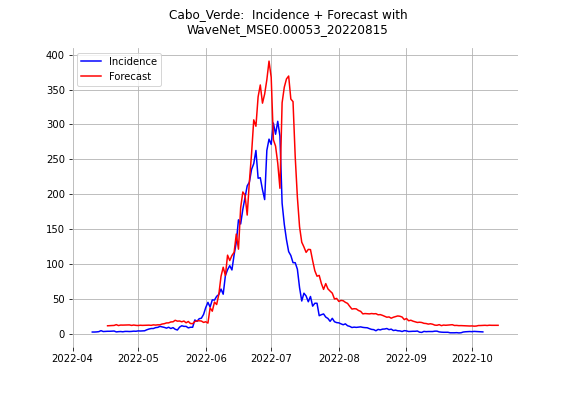 Cabo_Verde:  Incidence + Forecast with
WaveNet_MSE0.00053_20220815
Incidence
Forecast
400
350
300
250
200
150
100
50
0
2022-04 2022-05 2022-06 2022-07 2022-08 2022-09 2022-10